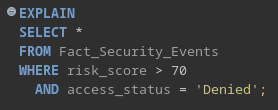 EXPLAIN
SELECT *
FROM Fact_Security_Events
WHERE risk_score > 70
AND access_status = 'Denied';